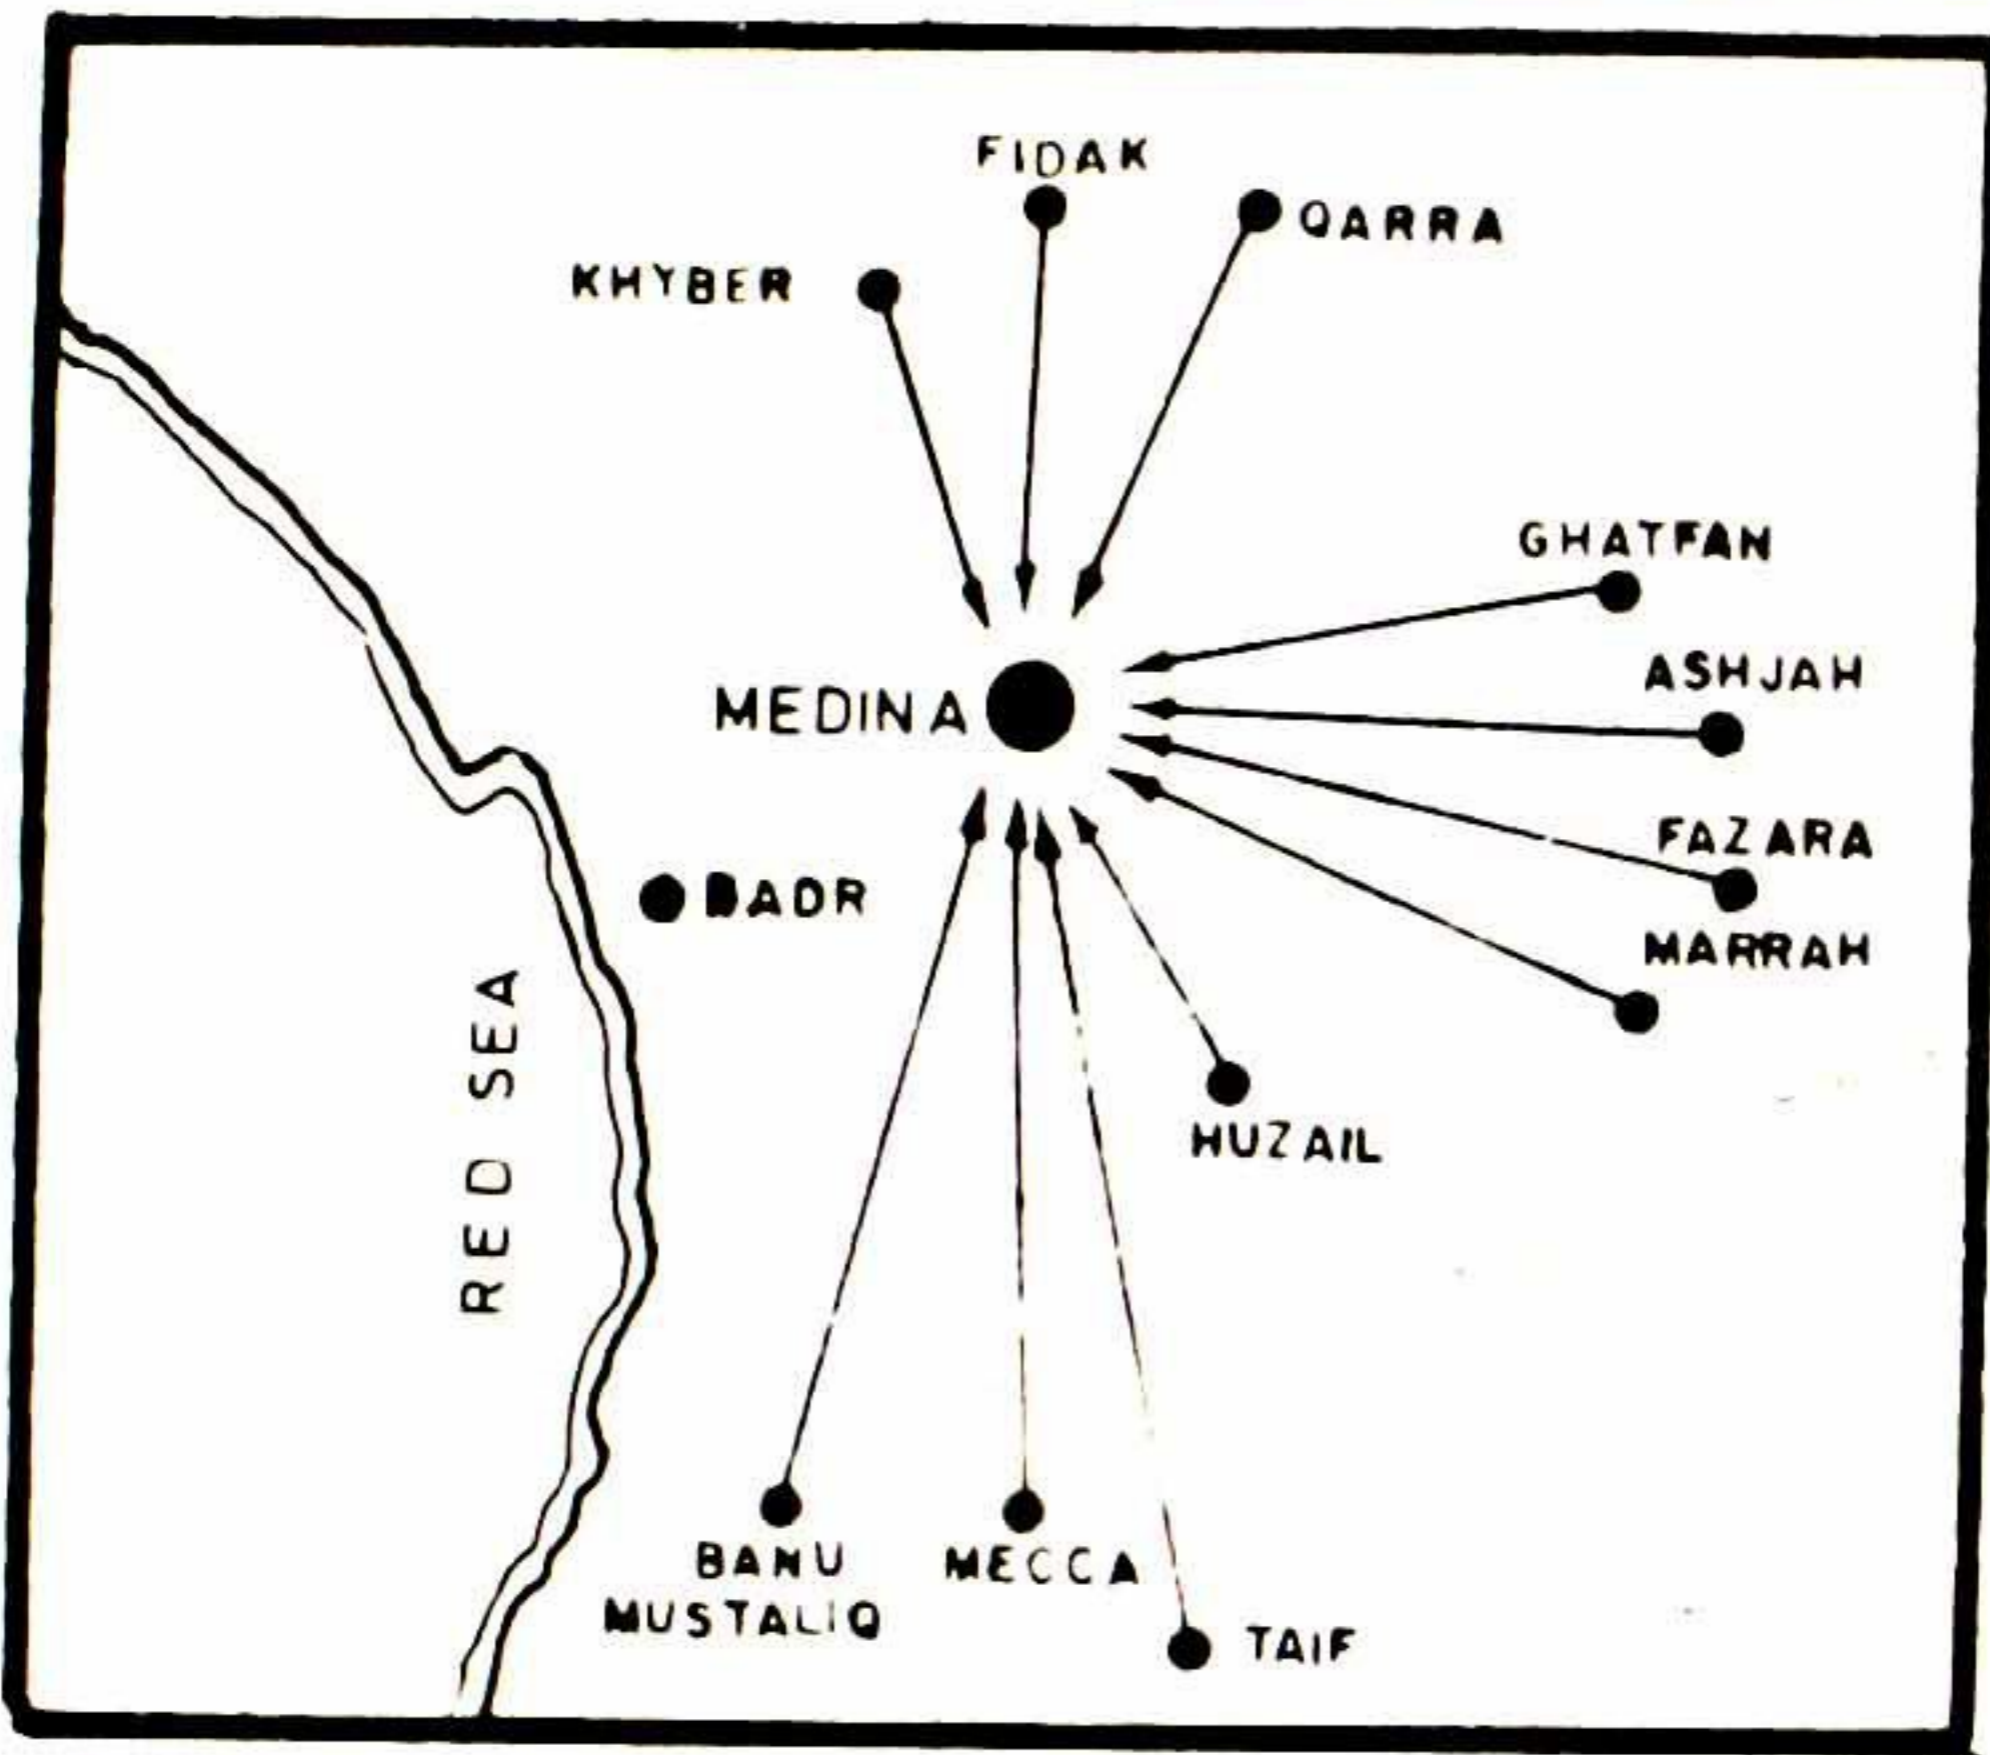 FIDAK
QARRA
KHYBER
GHATFAN
ASHJAH
MEDINA
FAZARA
BADR
MARRAH
RED SEA
HUZAIL
BANU
MUSTALIQ
MECCA
TAIF